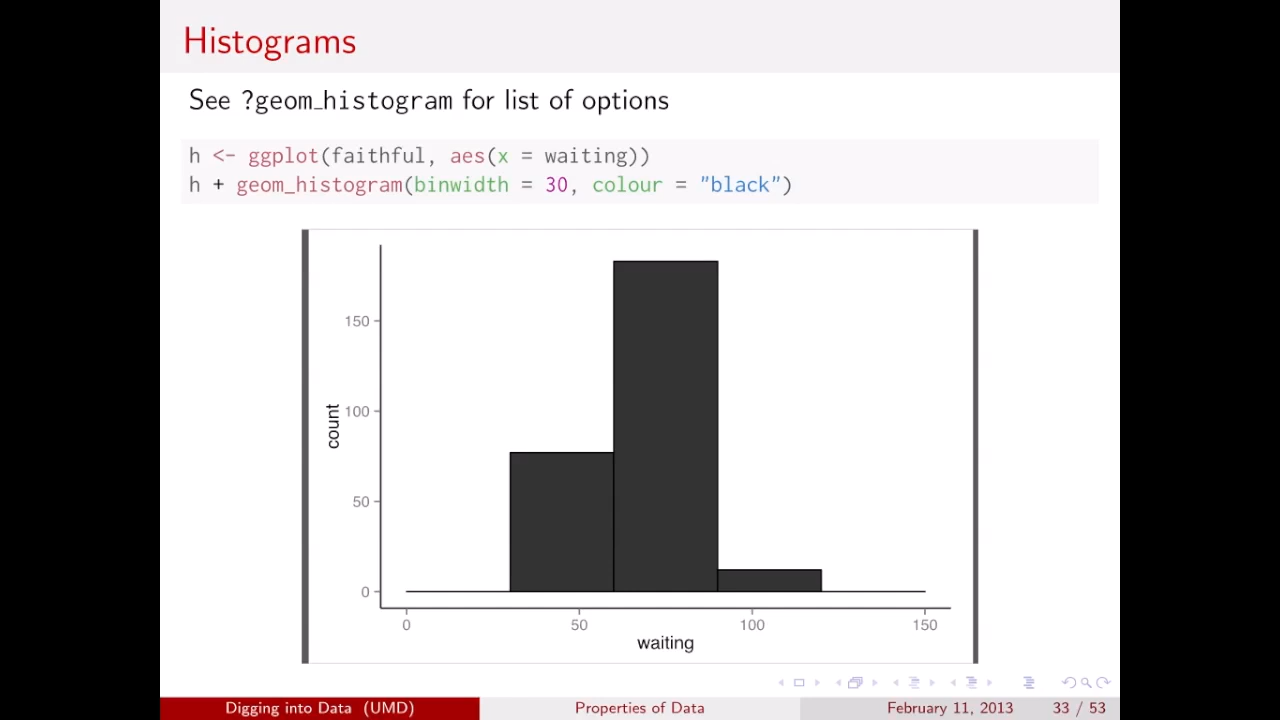 Histograms
See ?geom_histogram for list of options
h <- ggplot(faithful, aes(x = waiting))
h + geom_histogram(binwidth = 30, colour = "black")
150
100
50
0
count
0 50 100 150
waiting
Digging into Data (UMD) Properties of Data February 11, 2013 33 / 53